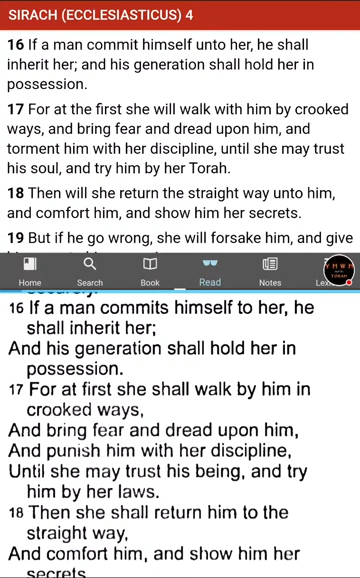 SIRACH (ECCLESIASTICUS) 4
16 If a man commit himself unto her, he shall
inherit her; and his generation shall hold her in
possession.
17 For at the first she will walk with him by crooked
ways, and bring fear and dread upon him, and
torment him with her discipline, until she may trust
his soul, and try him by her Torah.
18 Then will she return the straight way unto him,
and comfort him, and show him her secrets.
19 But if he go wrong, she will forsake him, and give
Home Search Book Read Notes
securely.
16 If a man commits himself to her, he
shall inherit her;
And his generation shall hold her in
possession.
17 For at first she shall walk by him in
crooked ways,
And bring fear and dread upon him,
And punish him with her discipline,
Until she may trust his being, and try
him by her laws.
18 Then she shall return him to the
straight way,
And comfort him, and show him her
secrets